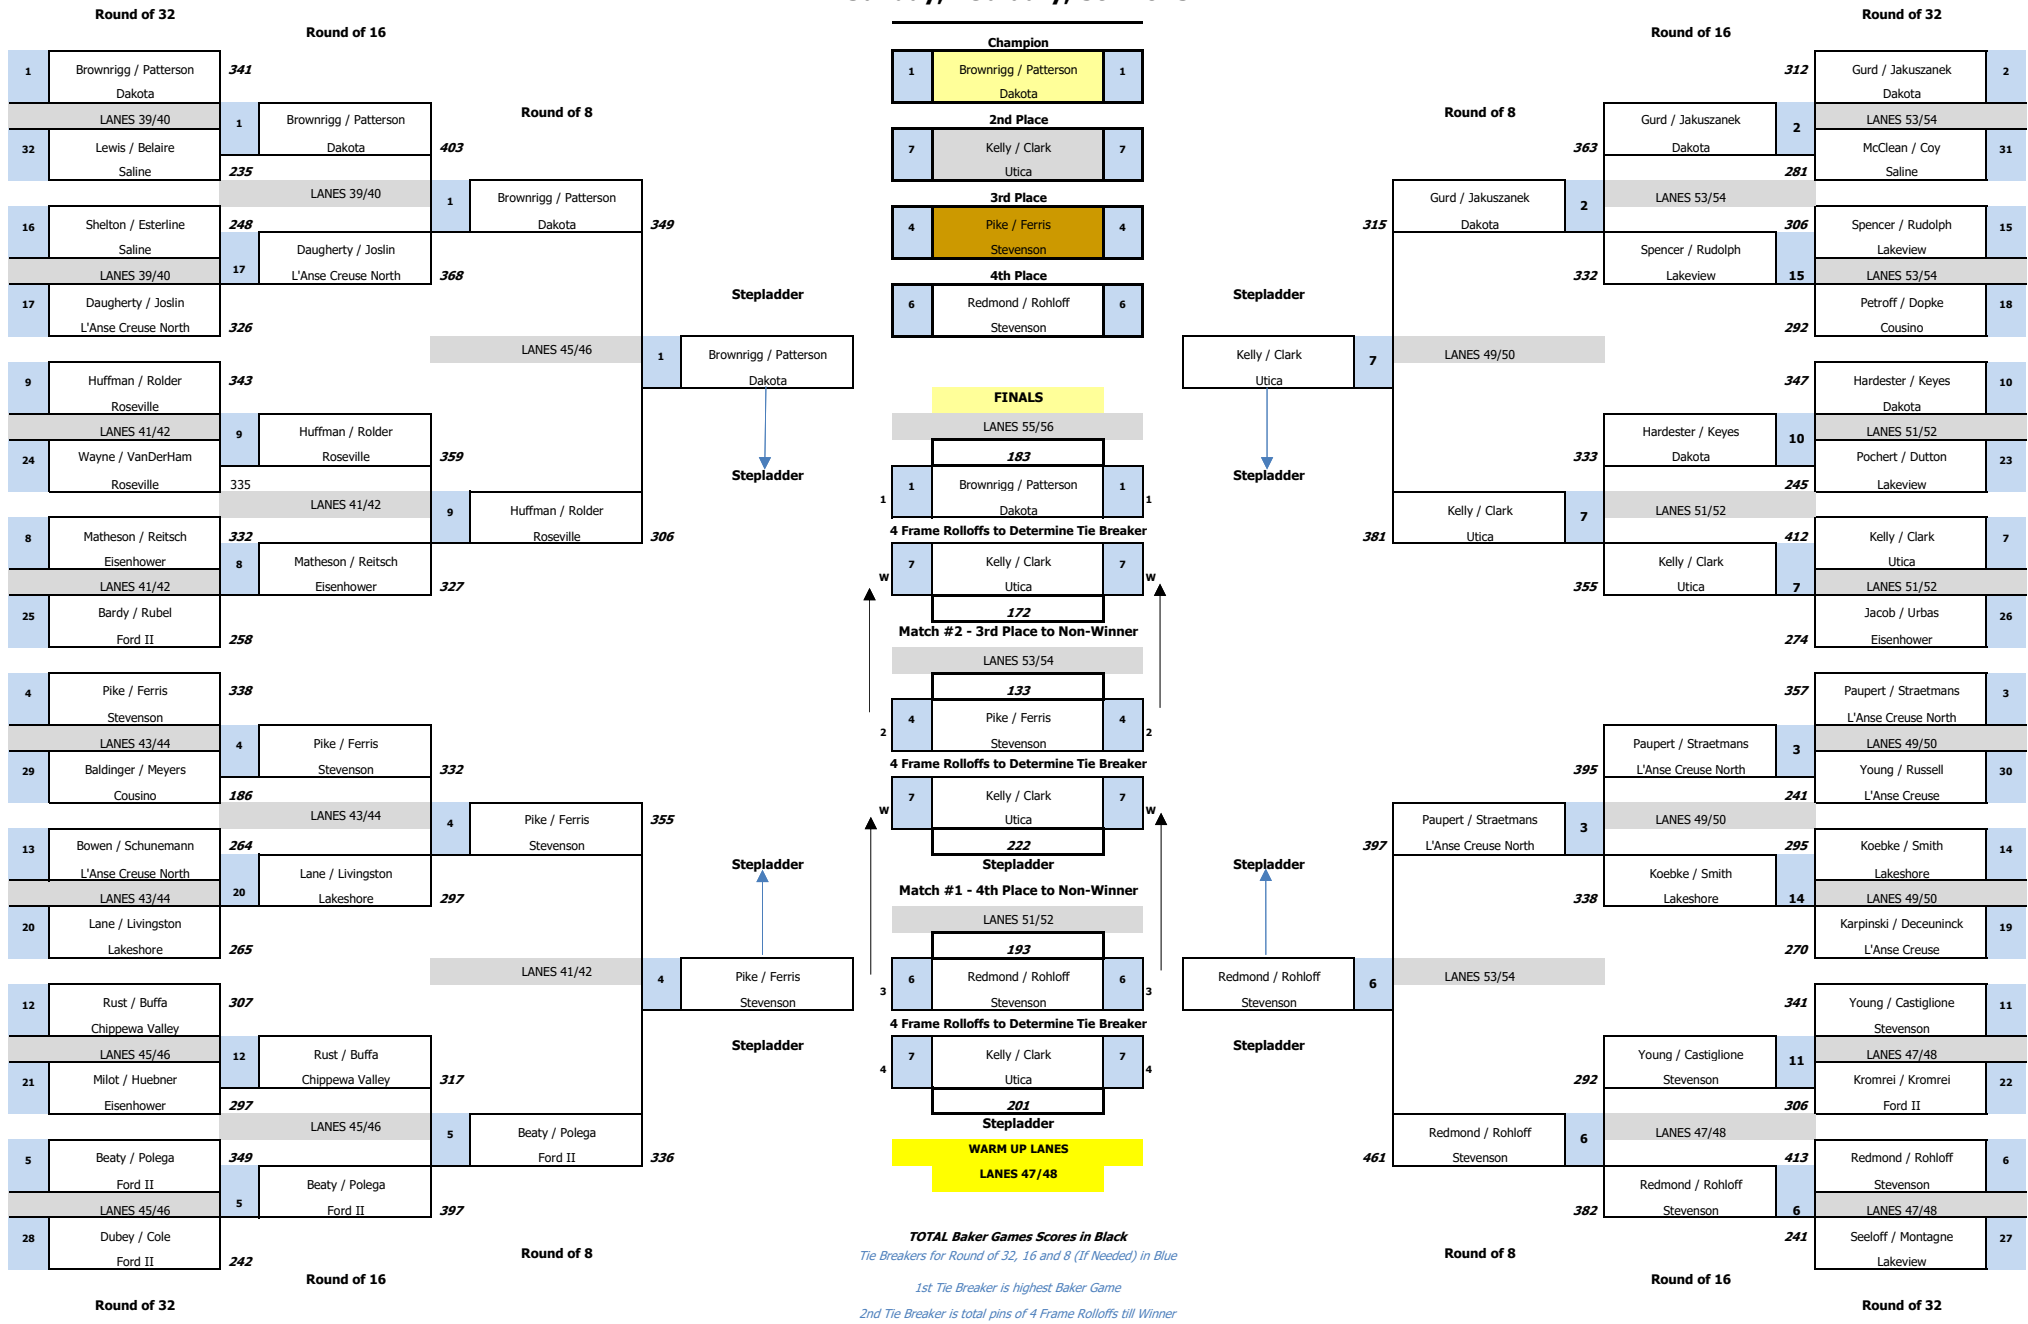 Round of 32
Round of 16
1 Brownrigg / Patterson 341
Dakota
LANES 39/40
32 Lewis / Belaire
Saline 235
16 Shelton / Esterline 248
Saline
LANES 39/40
17 Daugherty / Joslin
L'Anse Creuse North 326
9 Huffman / Rolder 343
Roseville
LANES 41/42
24 Wayne / VanDerHam
Roseville 335
8 Matheson / Reitsch 332
Eisenhower
LANES 41/42
25 Bardy / Rubel
Ford II 258
4 Pike / Ferris 338
Stevenson
LANES 43/44
29 Baldinger / Meyers
Cousino 186
13 Bowen / Schunemann 264
L'Anse Creuse North
LANES 43/44
20 Lane / Livingston
Lakeshore 265
12 Rust / Buffa 307
Chippewa Valley
LANES 45/46
21 Milot / Huebner
Eisenhower 297
5 Beaty / Polega 349
Ford II
LANES 45/46
28 Dubey / Cole
Ford II 242
Round of 32
1 Brownrigg / Patterson
Dakota 403
LANES 39/40
17 Daugherty / Joslin
L'Anse Creuse North 368
9 Huffman / Rolder
Roseville 359
LANES 41/42
8 Matheson / Reitsch
Eisenhower 327
4 Pike / Ferris
Stevenson 332
LANES 43/44
20 Lane / Livingston
Lakeshore 297
12 Rust / Buffa
Chippewa Valley 317
LANES 45/46
5 Beaty / Polega
Ford II 397
Round of 16
Round of 8
1 Brownrigg / Patterson
Dakota 349
LANES 45/46
9 Huffman / Rolder
Roseville 306
4 Pike / Ferris
Stevenson 355
LANES 41/42
5 Beaty / Polega
Ford II 336
Round of 8
Stepladder
1 Brownrigg / Patterson
Dakota
Stepladder
Stepladder
4 Pike / Ferris
Stevenson
Stepladder
Champion
1 Brownrigg / Patterson 1
Dakota
2nd Place
7 Kelly / Clark 7
Utica
3rd Place
4 Pike / Ferris 4
Stevenson
4th Place
6 Redmond / Rohloff 6
Stevenson
FINALS
LANES 55/56
183
1 1 Brownrigg / Patterson 1 1
Dakota
4 Frame Rolloffs to Determine Tie Breaker
W 7 Kelly / Clark 7 W
Utica
172
Match #2 - 3rd Place to Non-Winner
LANES 53/54
133
2 4 Pike / Ferris 4 2
Stevenson
4 Frame Rolloffs to Determine Tie Breaker
W 7 Kelly / Clark 7 W
Utica
222
Stepladder
Match #1 - 4th Place to Non-Winner
LANES 51/52
193
3 6 Redmond / Rohloff 6 3
Stevenson
4 Frame Rolloffs to Determine Tie Breaker
4 7 Kelly / Clark 7 4
Utica
201
Stepladder
WARM UP LANES
LANES 47/48
TOTAL Baker Games Scores in Black
Tie Breakers for Round of 32, 16 and 8 (If Needed) in Blue
1st Tie Breaker is highest Baker Game
2nd Tie Breaker is total pins of 4 Frame Rolloffs till Winner
Stepladder
Kelly / Clark 7
Utica
Stepladder
Stepladder
Redmond / Rohloff 6
Stevenson
Stepladder
Round of 8
315 Gurd / Jakuszanek 2
Dakota
LANES 49/50
381 Kelly / Clark 7
Utica
397 Paupert / Straetmans 3
L'Anse Creuse North
LANES 53/54
461 Redmond / Rohloff 6
Stevenson
Round of 8
Round of 16
363 Gurd / Jakuszanek 2
Dakota
LANES 53/54
332 Spencer / Rudolph 15
Lakeview
333 Hardester / Keyes 10
Dakota
LANES 51/52
355 Kelly / Clark 7
Utica
395 Paupert / Straetmans 3
L'Anse Creuse North
LANES 49/50
338 Koebke / Smith 14
Lakeshore
292 Young / Castiglione 11
Stevenson
LANES 47/48
382 Redmond / Rohloff 6
Stevenson
Round of 16
Round of 32
312 Gurd / Jakuszanek 2
Dakota
LANES 53/54
McClean / Coy 31
281 Saline
306 Spencer / Rudolph 15
Lakeview
LANES 53/54
Petroff / Dopke 18
292 Cousino
347 Hardester / Keyes 10
Dakota
LANES 51/52
Pochert / Dutton 23
245 Lakeview
412 Kelly / Clark 7
Utica
LANES 51/52
Jacob / Urbas 26
274 Eisenhower
357 Paupert / Straetmans 3
L'Anse Creuse North
LANES 49/50
Young / Russell 30
241 L'Anse Creuse
295 Koebke / Smith 14
Lakeshore
LANES 49/50
Karpinski / Deceuninck 19
270 L'Anse Creuse
341 Young / Castiglione 11
Stevenson
LANES 47/48
Kromrei / Kromrei 22
306 Ford II
413 Redmond / Rohloff 6
Stevenson
LANES 47/48
Seeloff / Montagne 27
241 Lakeview
Round of 32